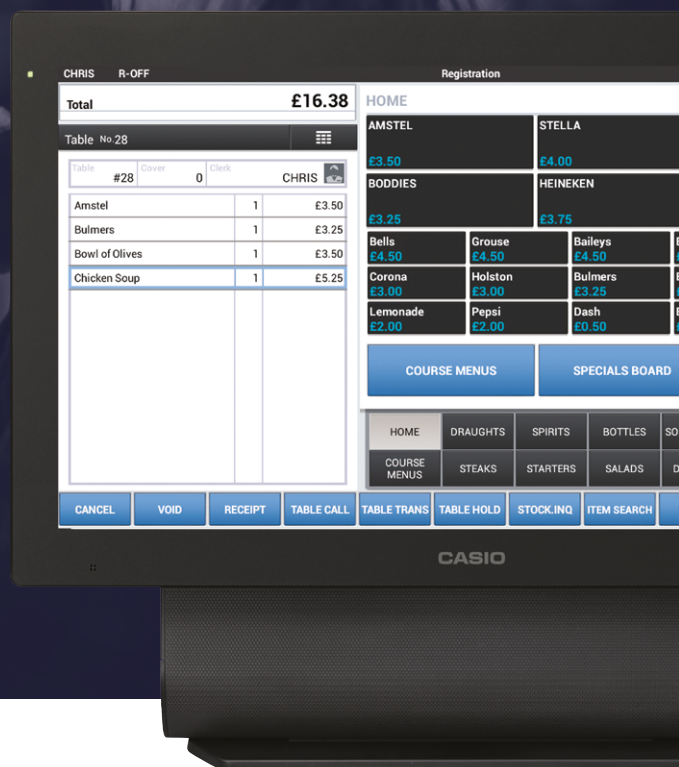 CHRIS R-OFF Registration
Total £16.38
Table No.28
Table #28 Cover 0 Clerk CHRIS
Amstel 1 £3.50
Bulmers 1 £3.25
Bowl of Olives 1 £3.50
Chicken Soup 1 £5.25
HOME
AMSTEL STELLA
£3.50 £4.00
BODDIES HEINEKEN
£3.25 £3.75
Bells Grouse Baileys
£4.50 £4.50 £4.50
Corona Holston Bulmers
£3.00 £3.00 £3.25
Lemonade Pepsi Dash
£2.00 £2.00 £0.50
COURSE MENUS SPECIALS BOARD
HOME DRAUGHTS SPIRITS BOTTLES SO
COURSE MENUS STEAKS STARTERS SALADS
CANCEL VOID RECEIPT TABLE CALL TABLE TRANS TABLE HOLD STOCK.INQ ITEM SEARCH
CASIO